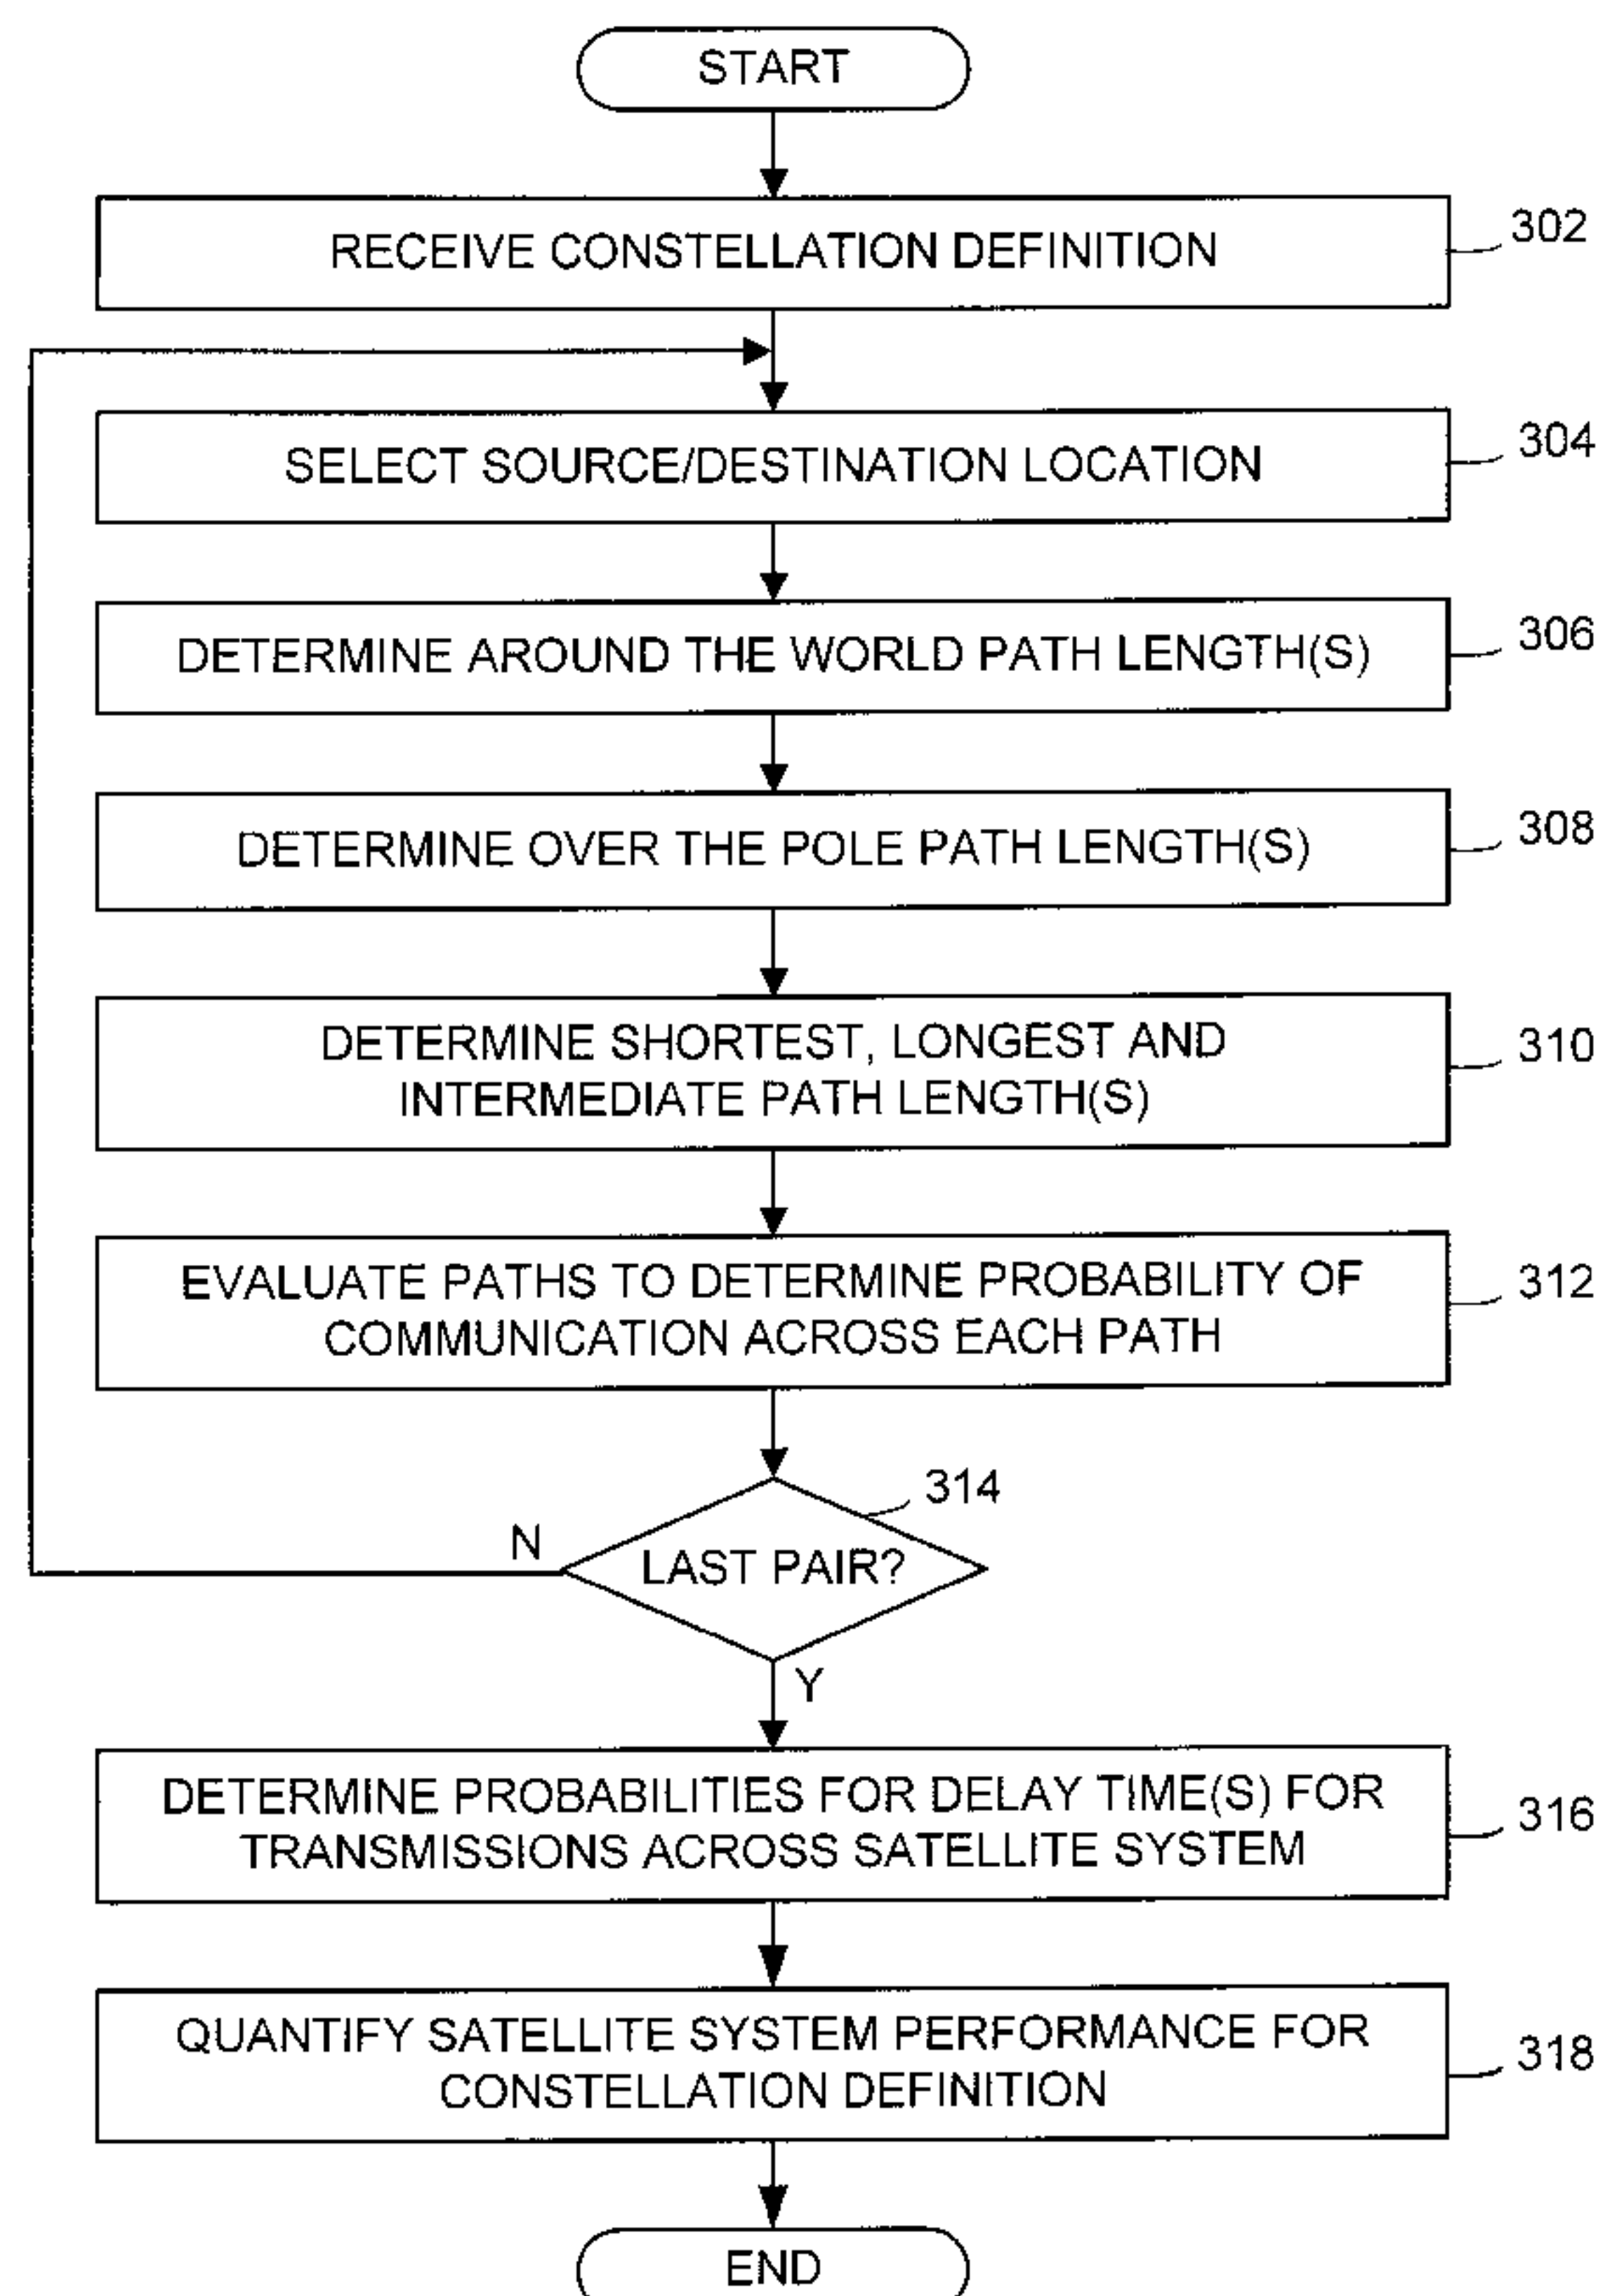 START
RECEIVE CONSTELLATION DEFINITION
302
SELECT SOURCE/DESTINATION LOCATION
304
DETERMINE AROUND THE WORLD PATH LENGTH(S)
306
DETERMINE OVER THE POLE PATH LENGTH(S)
308
DETERMINE SHORTEST, LONGEST AND
INTERMEDIATE PATH LENGTH(S)
310
EVALUATE PATHS TO DETERMINE PROBABILITY OF
COMMUNICATION ACROSS EACH PATH
312
314
N
LAST PAIR?
Y
DETERMINE PROBABILITIES FOR DELAY TIME(S) FOR
TRANSMISSIONS ACROSS SATELLITE SYSTEM
316
QUANTIFY SATELLITE SYSTEM PERFORMANCE FOR
CONSTELLATION DEFINITION
318
END